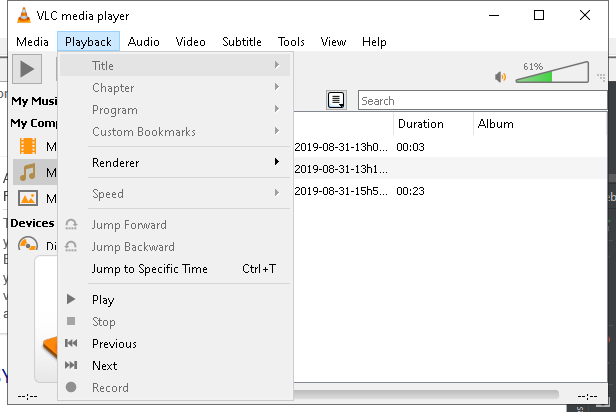 VLC media player
Media Playback Audio Video Subtitle Tools View Help
61%
Title
Chapter
Program
Custom Bookmarks
Renderer
Speed
Jump Forward
Jump Backward
Jump to Specific Time Ctrl+T
Play
Stop
Previous
Next
Record
My Musi
My Comp
M
M
M
Devices
Di
Search
Duration Album
2019-08-31-13h0... 00:03
2019-08-31-13h1...
2019-08-31-15h5... 00:23
--:-- --:--